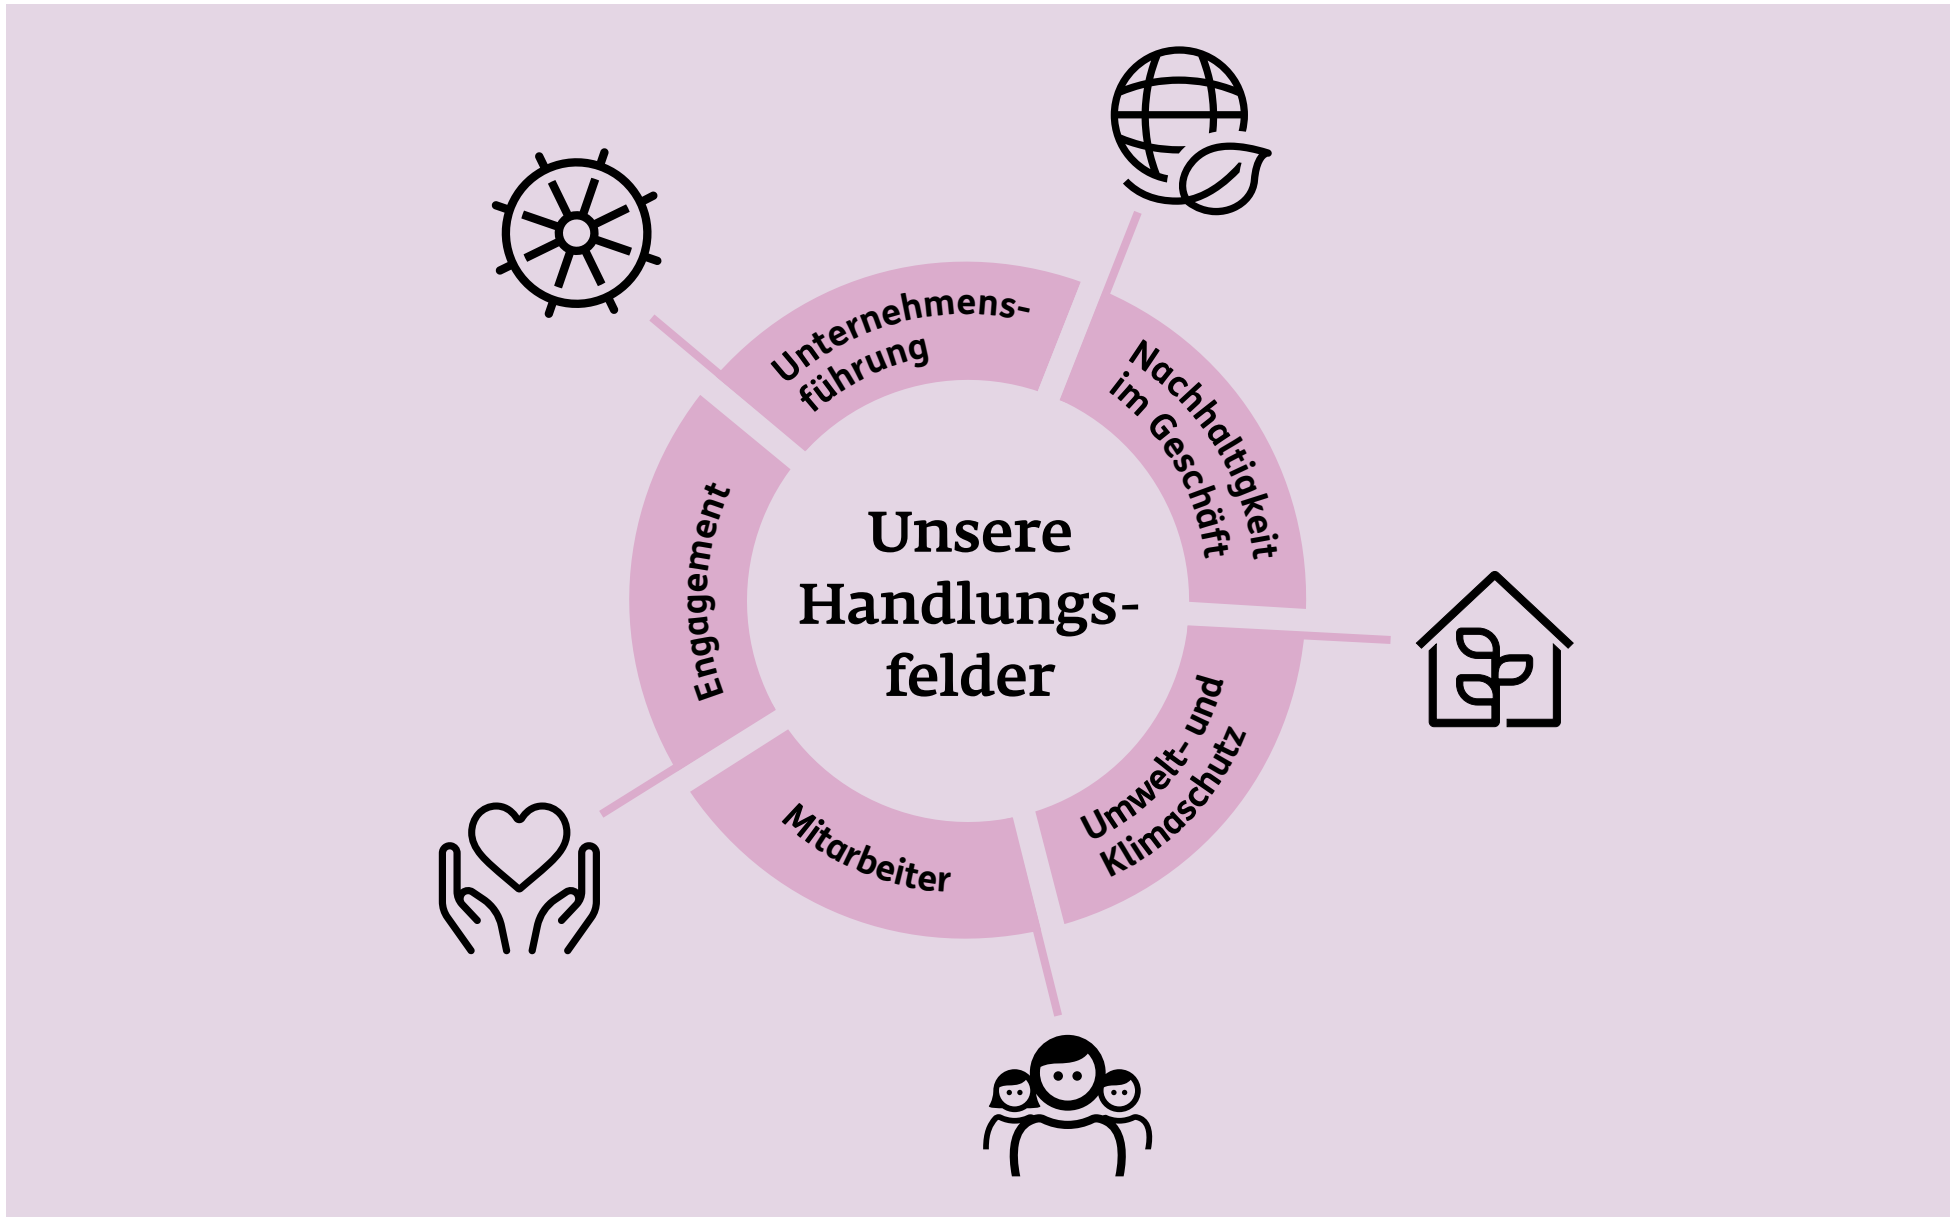 Unsere
Handlungs-
felder
Unternehmens-
führung
Nachhaltigkeit
im Geschäft
Umwelt- und
Klimaschutz
Mitarbeiter
Engagement